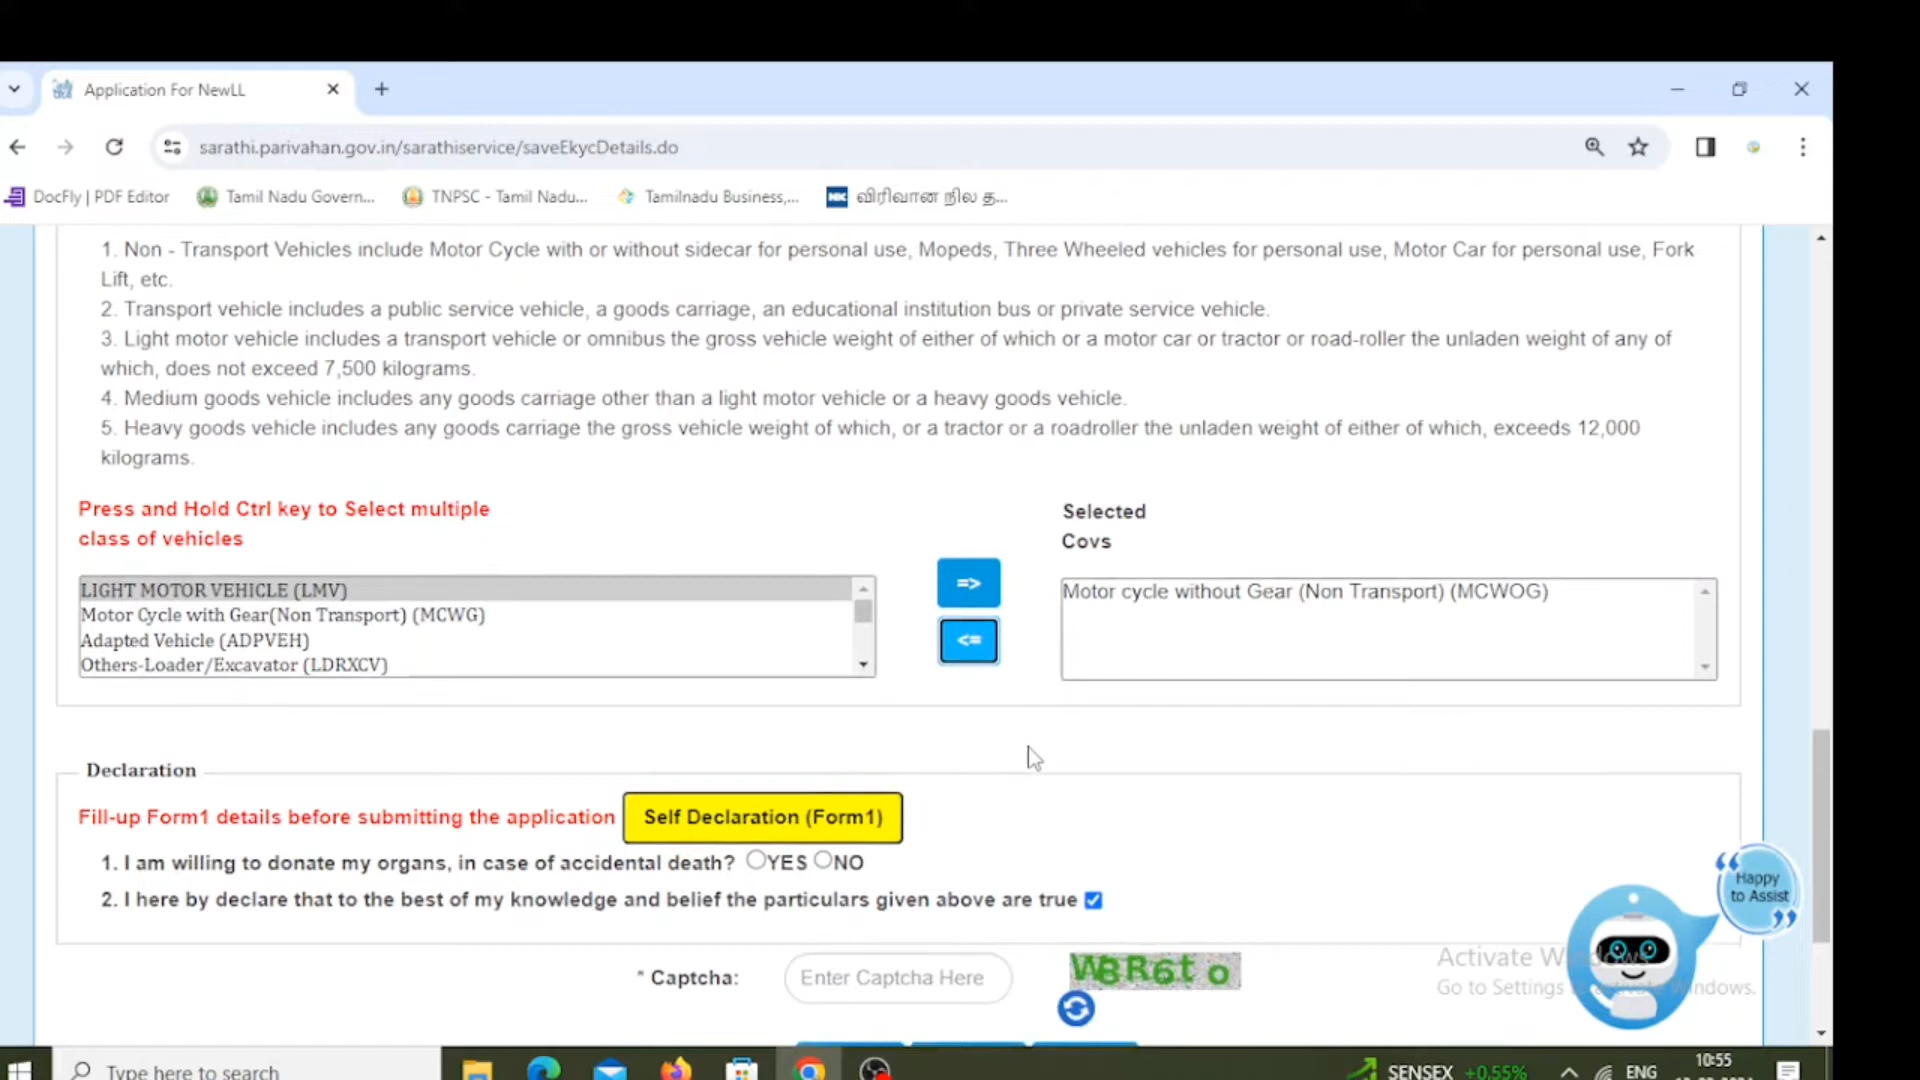 Application For NewLL
sarathi.parivahan.gov.in/sarathiservice/saveEkycDetails.do
DocFly | PDF Editor
Tamil Nadu Govern...
TNPSC - Tamil Nadu...
Tamilnadu Business,...
விரிவான நில த...
1. Non - Transport Vehicles include Motor Cycle with or without sidecar for personal use, Mopeds, Three Wheeled vehicles for personal use, Motor Car for personal use, Fork
Lift, etc.
2. Transport vehicle includes a public service vehicle, a goods carriage, an educational institution bus or private service vehicle.
3. Light motor vehicle includes a transport vehicle or omnibus the gross vehicle weight of either of which or a motor car or tractor or road-roller the unladen weight of any of
which, does not exceed 7,500 kilograms.
4. Medium goods vehicle includes any goods carriage other than a light motor vehicle or a heavy goods vehicle.
5. Heavy goods vehicle includes any goods carriage the gross vehicle weight of which, or a tractor or a roadroller the unladen weight of either of which, exceeds 12,000
kilograms.
Press and Hold Ctrl key to Select multiple
class of vehicles
Selected
Covs
LIGHT MOTOR VEHICLE (LMV)
Motor Cycle with Gear(Non Transport) (MCWG)
Adapted Vehicle (ADPVEH)
Others-Loader/Excavator (LDRXCV)
=>
<=
Motor cycle without Gear (Non Transport) (MCWOG)
Declaration
Fill-up Form1 details before submitting the application
Self Declaration (Form1)
1. I am willing to donate my organs, in case of accidental death? YES NO
2. I here by declare that to the best of my knowledge and belief the particulars given above are true
* Captcha:
Enter Captcha Here
W8R6to
Happy
to Assist
Activate W
Go to Settings
ndows.
Type here to search
SENSEX +0.55%
ENG
10:55